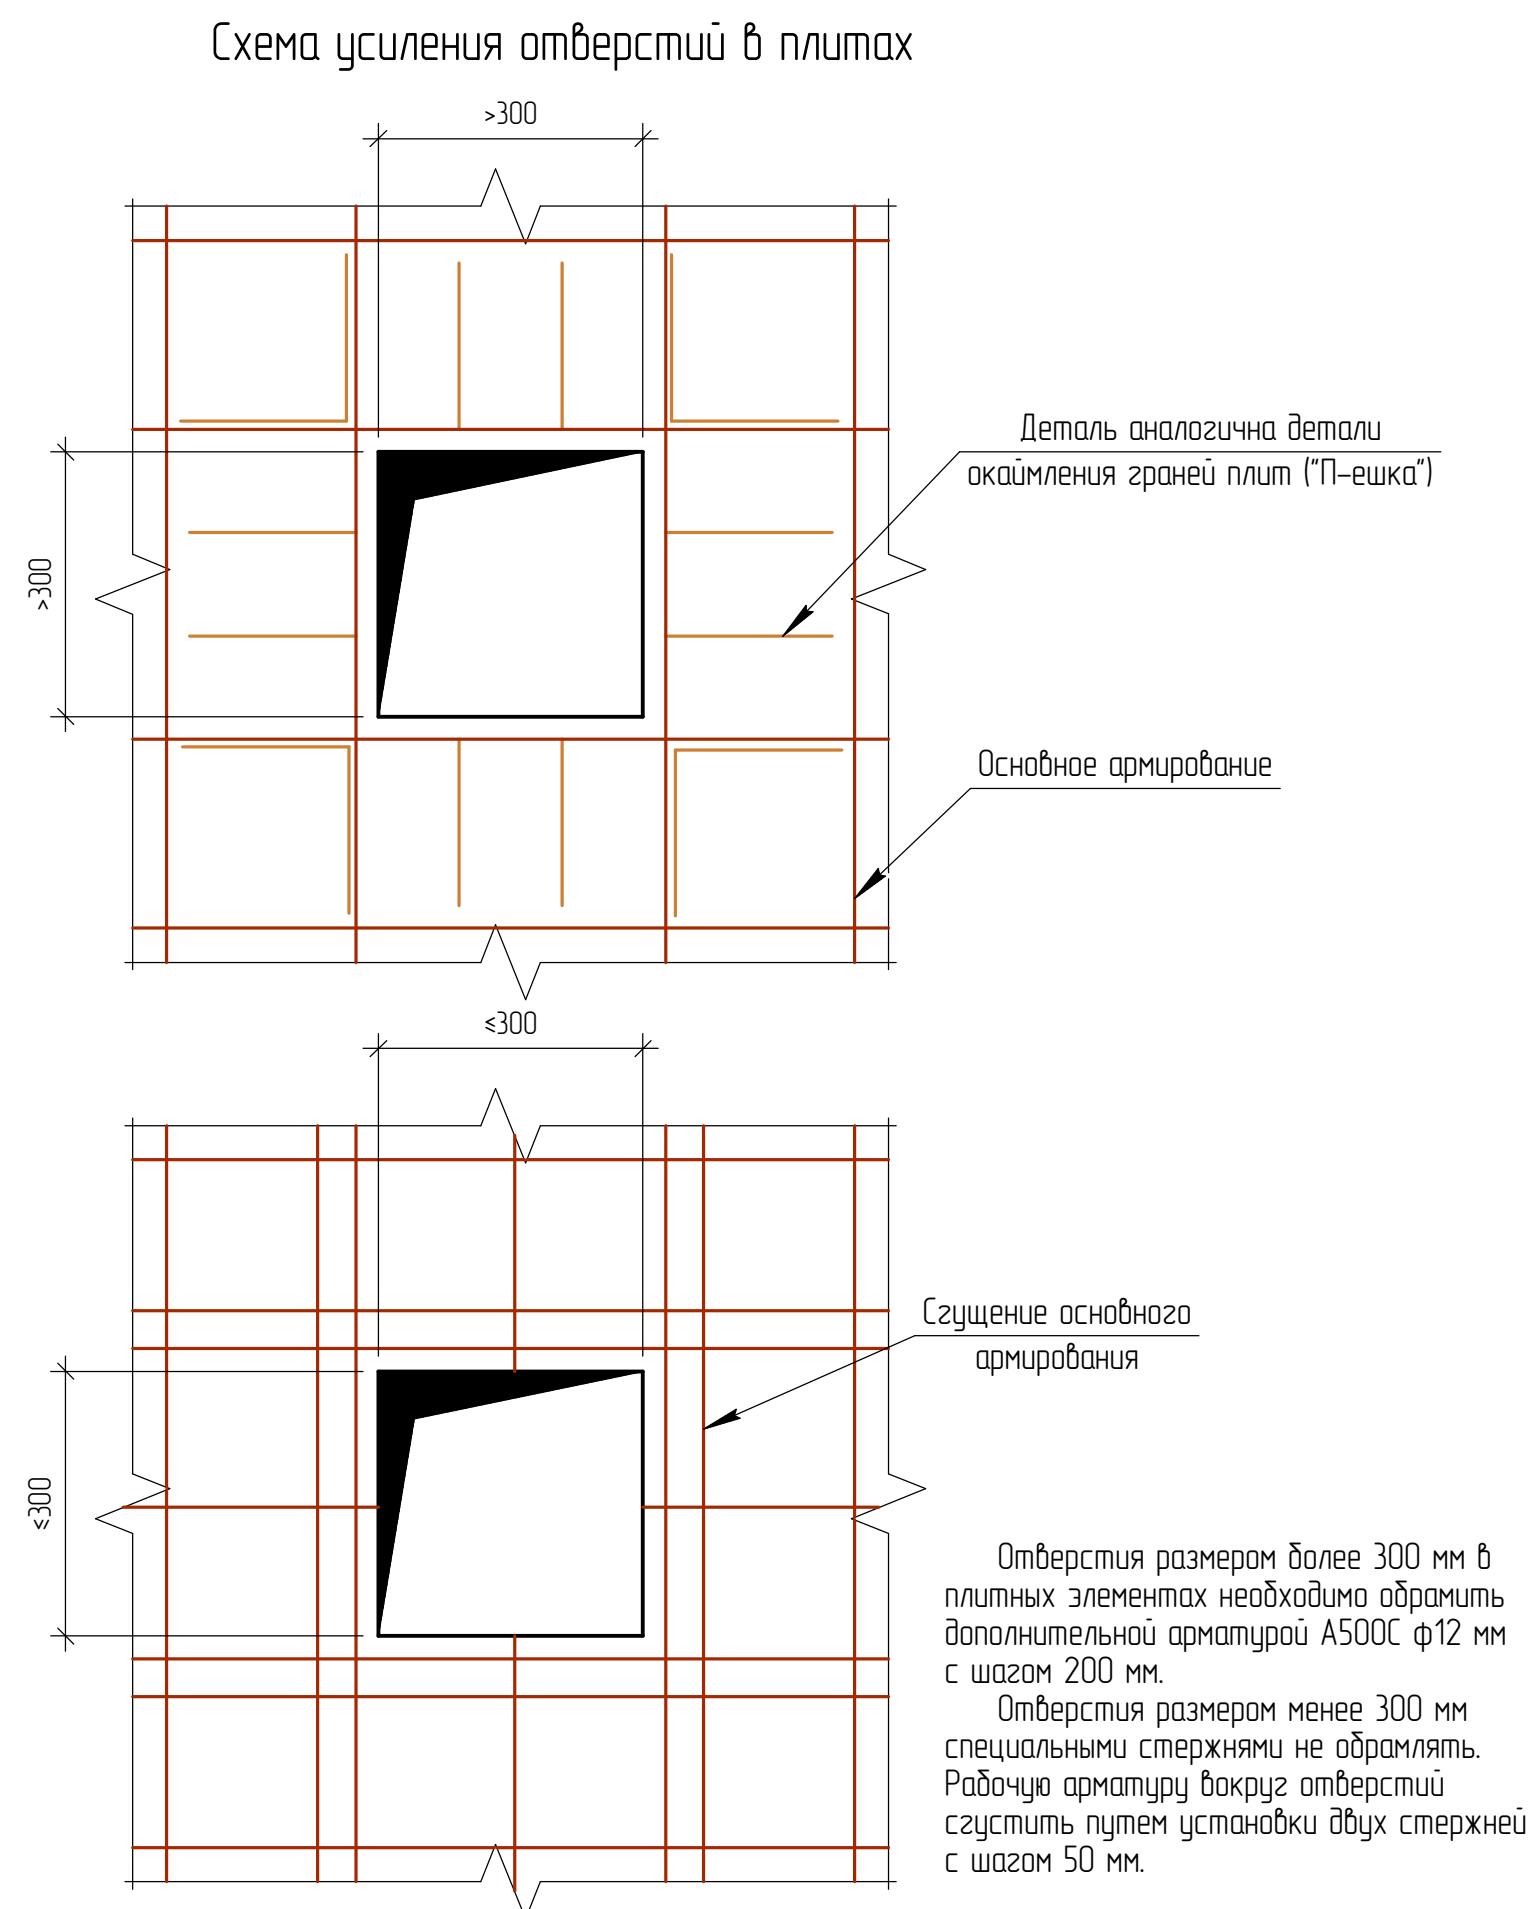 Схема усиления отверстий в плитах
>300
>300
Деталь аналогична детали
окаймления граней плит ("П-ешка")
Основное армирование
≤300
≤300
Сгущение основного
армирования
Отверстия размером более 300 мм в
плитных элементах необходимо обрамить
дополнительной арматурой А500С ф12 мм
с шагом 200 мм.
Отверстия размером менее 300 мм
специальными стержнями не обрамлять.
Рабочую арматуру вокруг отверстий
сгустить путем установки двух стержней
с шагом 50 мм.